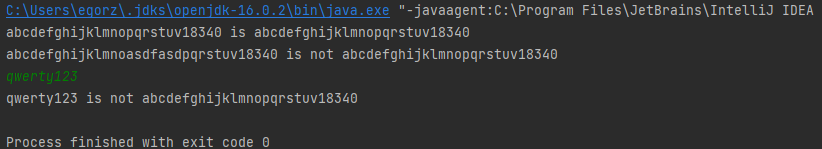 C:\Users\eqorz\.jdks\openjdk-16.0.2\bin\java.exe "-javaagent:C:\Program Files\JetBrains\IntelliJ IDEA
abcdefghijklmnopqrstuv18340 is abcdefghijklmnopqrstuv18340
abcdefghijklmnoasdfasdpqrstuv18340 is not abcdefghijklmnopqrstuv18340
qwerty123
qwerty123 is not abcdefghijklmnopqrstuv18340
Process finished with exit code 0